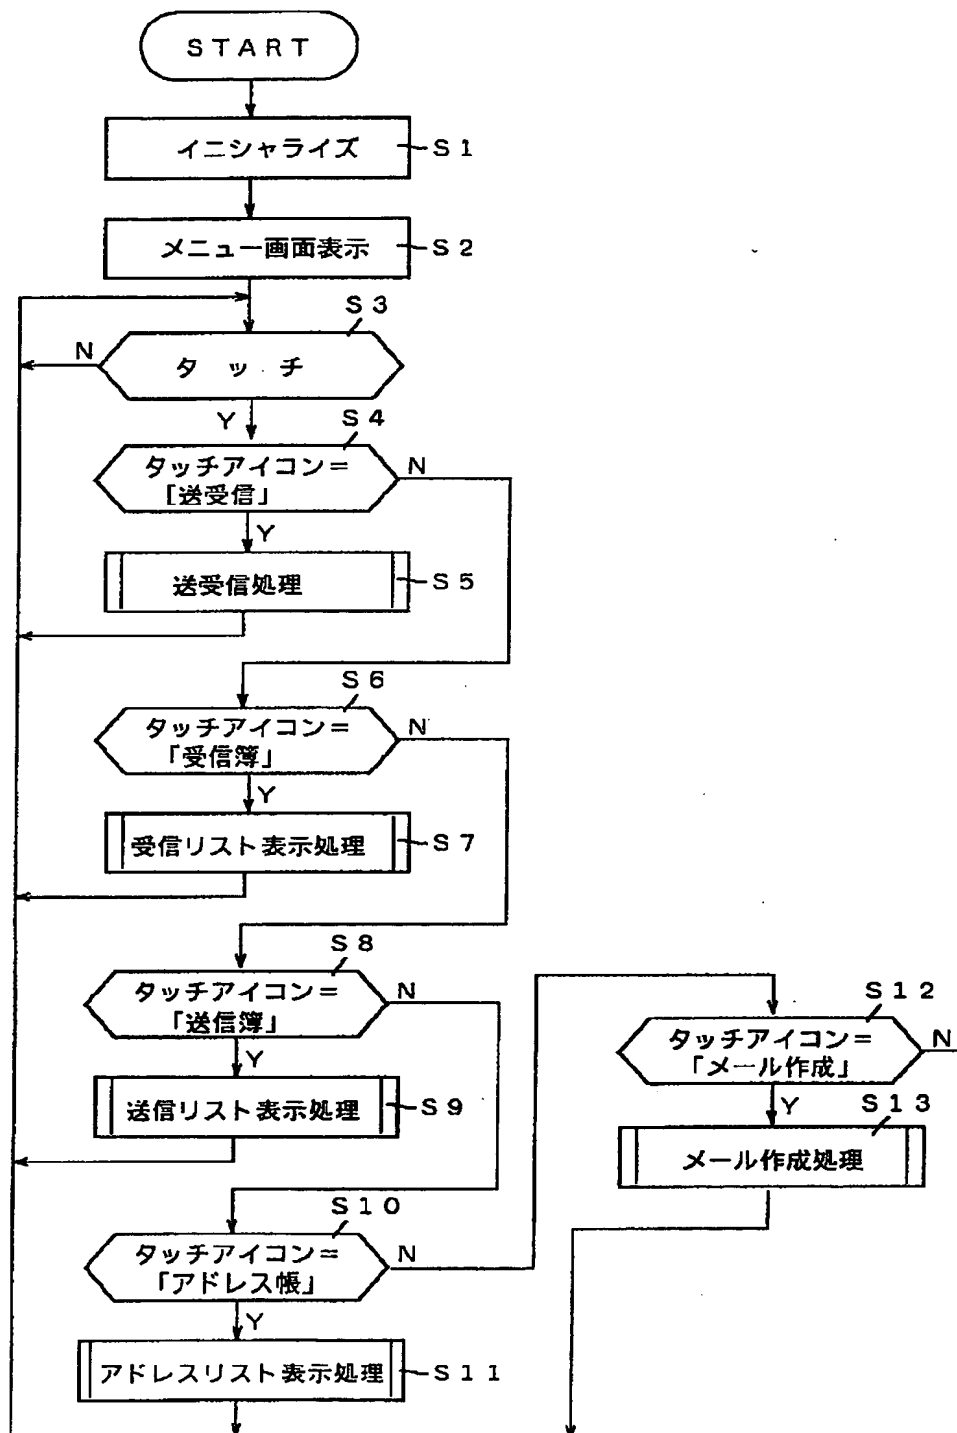 START
イニシャライズ
S1
メニュー画面表示
S2
S3
タッチ
N
Y
S4
タッチアイコン=
「送受信」
N
Y
送受信処理
S5
S6
タッチアイコン=
「受信簿」
N
Y
受信リスト表示処理
S7
S8
タッチアイコン=
「送信簿」
N
Y
送信リスト表示処理
S9
S10
タッチアイコン=
「アドレス帳」
N
Y
アドレスリスト表示処理
S11
S12
タッチアイコン=
「メール作成」
N
Y
S13
メール作成処理